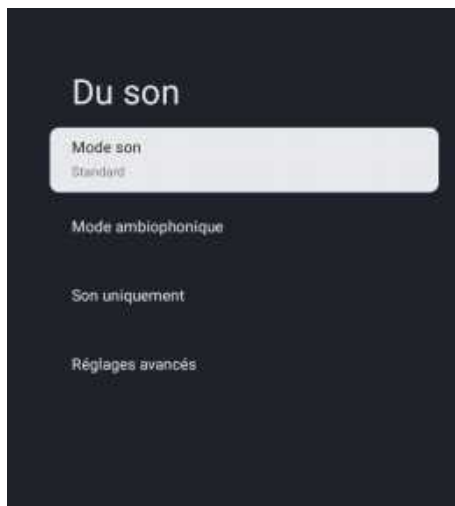 Du son
Mode son
Standard
Mode ambiophonique
Son uniquement
Réglages avancés